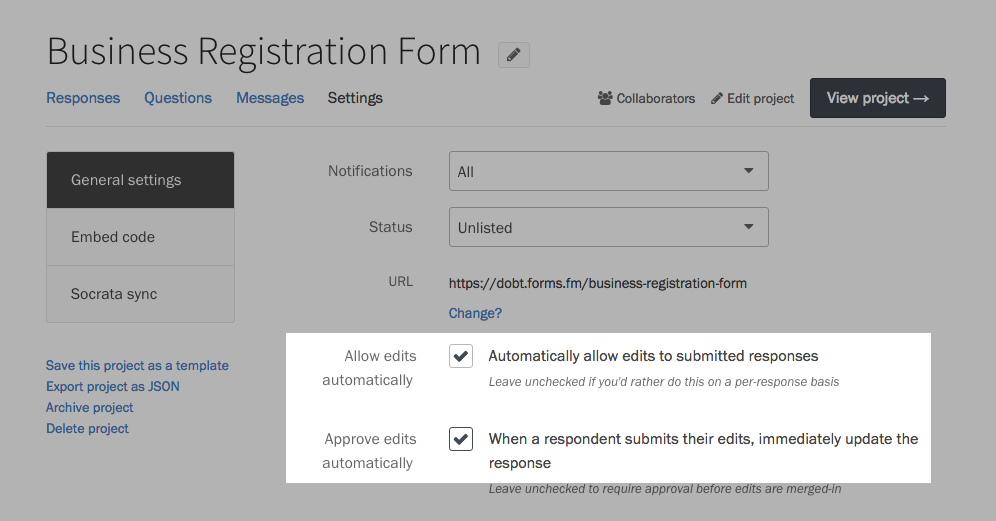 Business Registration Form
Responses Questions Messages Settings Collaborators Edit project View project →
General settings
Embed code
Socrata sync
Save this project as a template
Export project as JSON
Archive project
Delete project
Notifications All
Status Unlisted
URL https://dobt.forms.fm/business-registration-form
Change?
Allow edits
automatically
Automatically allow edits to submitted responses
Leave unchecked if you'd rather do this on a per-response basis
Approve edits
automatically
When a respondent submits their edits, immediately update the
response
Leave unchecked to require approval before edits are merged-in